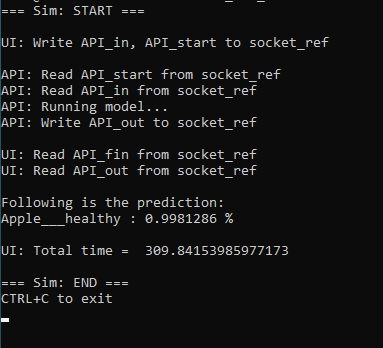 === Sim: START ===
UI: Write API_in, API_start to socket_ref
API: Read API_start from socket_ref
API: Read API_in from socket_ref
API: Running model...
API: Write API_out to socket_ref
UI: Read API_fin from socket_ref
UI: Read API_out from socket_ref
Following is the prediction:
Apple___healthy : 0.9981286 %
UI: Total time =  309.84153985977173
=== Sim: END ===
CTRL+C to exit